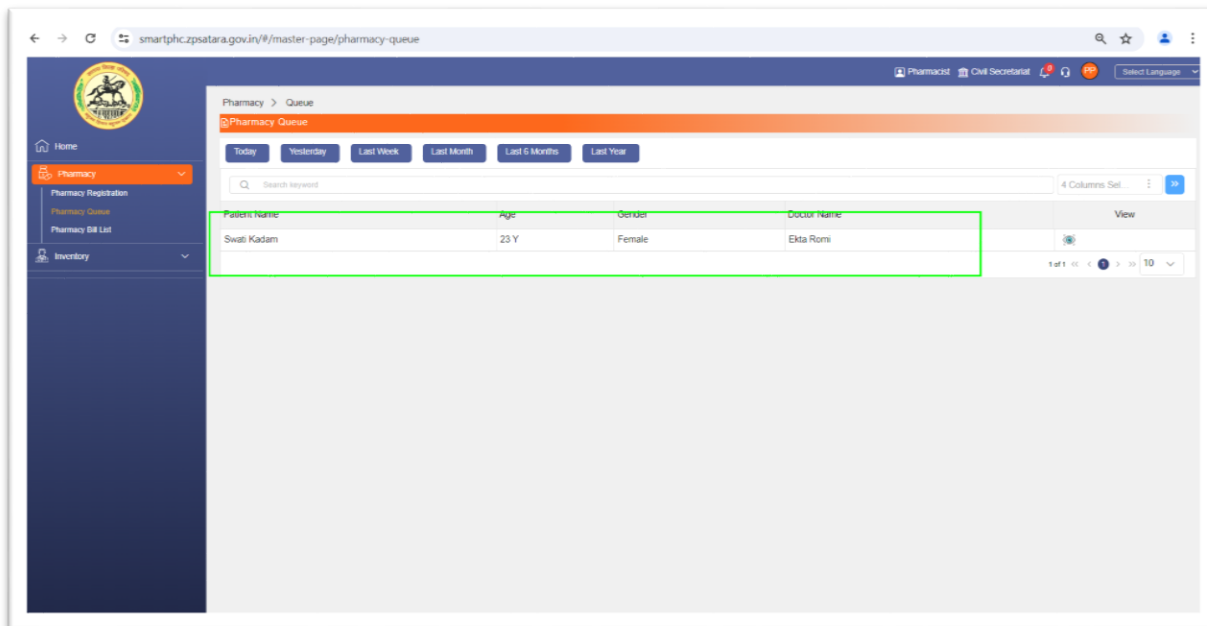 smartphc.zpsatara.gov.in/#/master-page/pharmacy-queue
Pharmacist Civil Secretariat 0 PP Select Language
Pharmacy > Queue
Pharmacy Queue
Home
Today Yesterday Last Week Last Month Last 6 Months Last Year
Pharmacy
Search keyword 4 Columns Sel...
Pharmacy Registration
Pharmacy Queue
Patient Name Age Gender Doctor Name View
Pharmacy Bill List
Swati Kadam 23 Y Female Ekta Romi
Inventory
1 of 1 << < 1 > >> 10